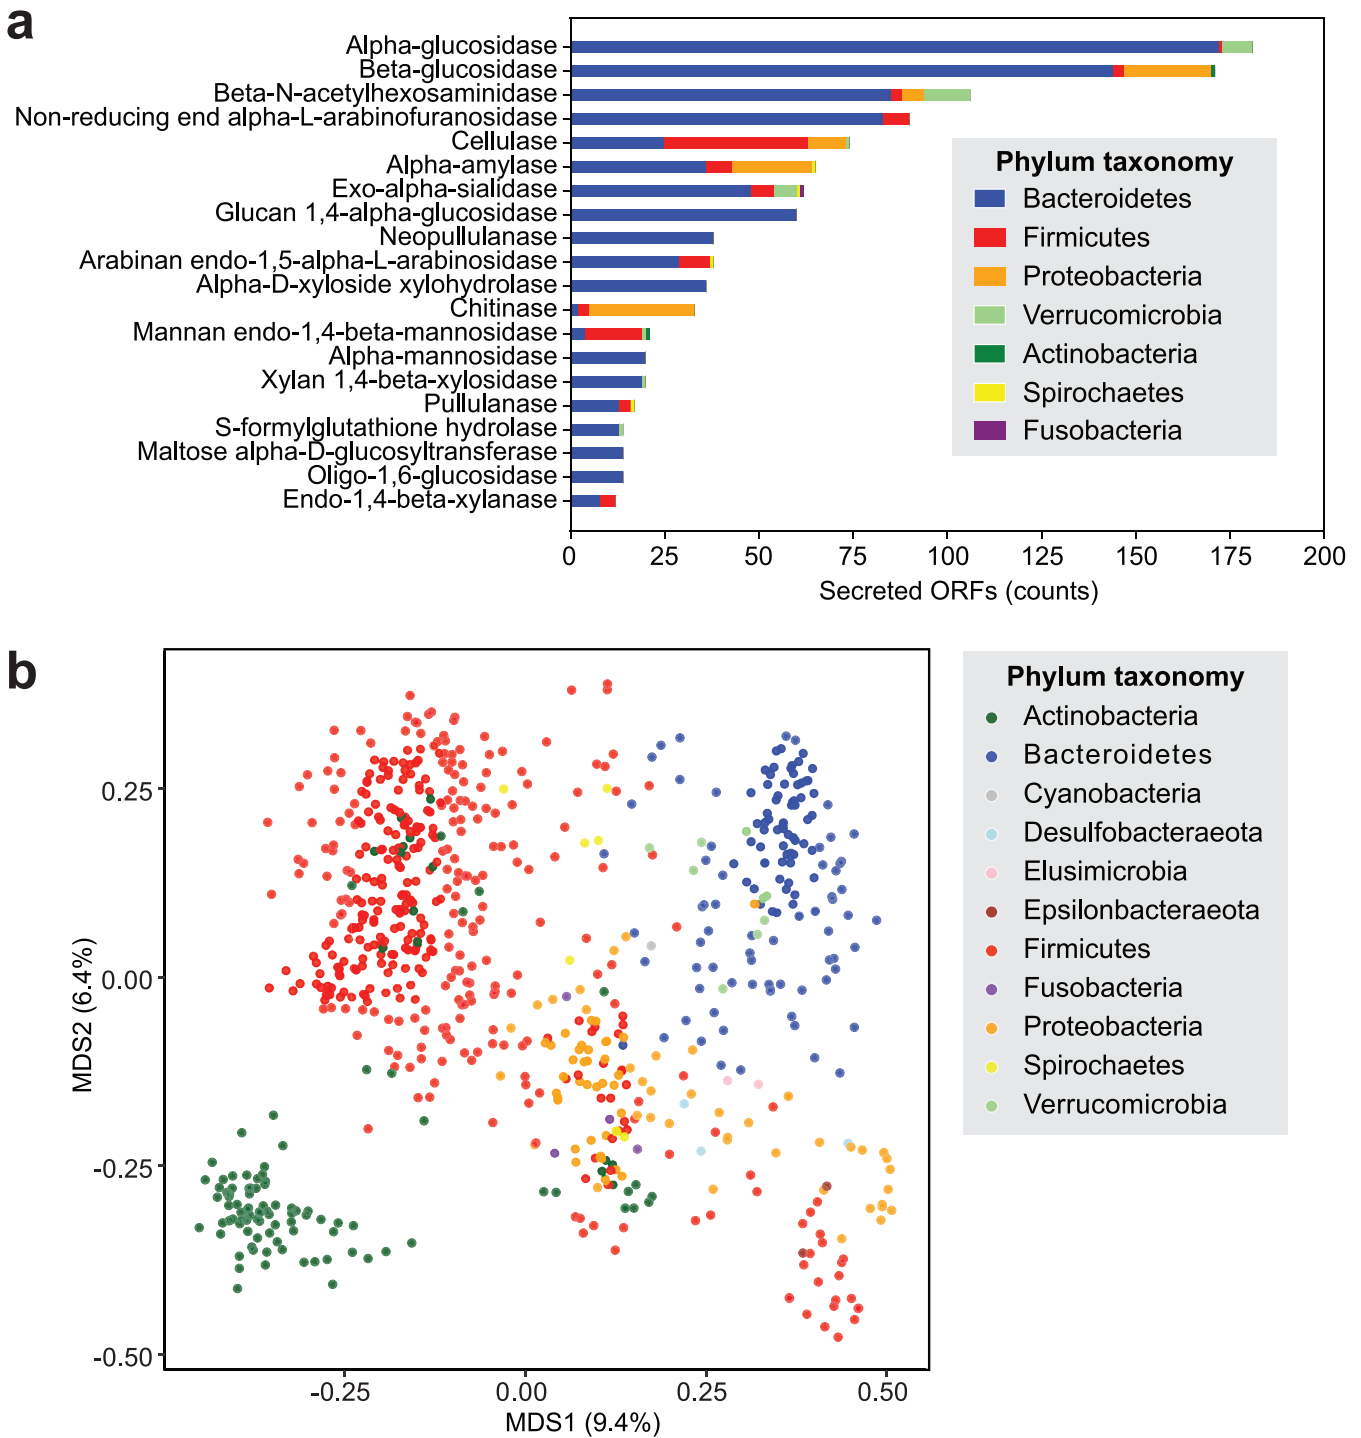 a
Alpha-glucosidase
Beta-glucosidase
Beta-N-acetylhexosaminidase
Non-reducing end alpha-L-arabinofuranosidase
Cellulase
Alpha-amylase
Exo-alpha-sialidase
Glucan 1,4-alpha-glucosidase
Neopullulanase
Arabinan endo-1,5-alpha-L-arabinosidase
Alpha-D-xyloside xylohydrolase
Chitinase
Mannan endo-1,4-beta-mannosidase
Alpha-mannosidase
Xylan 1,4-beta-xylosidase
Pullulanase
S-formylglutathione hydrolase
Maltose alpha-D-glucosyltransferase
Oligo-1,6-glucosidase
Endo-1,4-beta-xylanase
Phylum taxonomy
Bacteroidetes
Firmicutes
Proteobacteria
Verrucomicrobia
Actinobacteria
Spirochaetes
Fusobacteria
0 25 50 75 100 125 150 175 200
Secreted ORFs (counts)
b
0.25
0.00
-0.25
-0.50
MDS2 (6.4%)
-0.25 0.00 0.25 0.50
MDS1 (9.4%)
Phylum taxonomy
Actinobacteria
Bacteroidetes
Cyanobacteria
Desulfobacteraeota
Elusimicrobia
Epsilonbacteraeota
Firmicutes
Fusobacteria
Proteobacteria
Spirochaetes
Verrucomicrobia